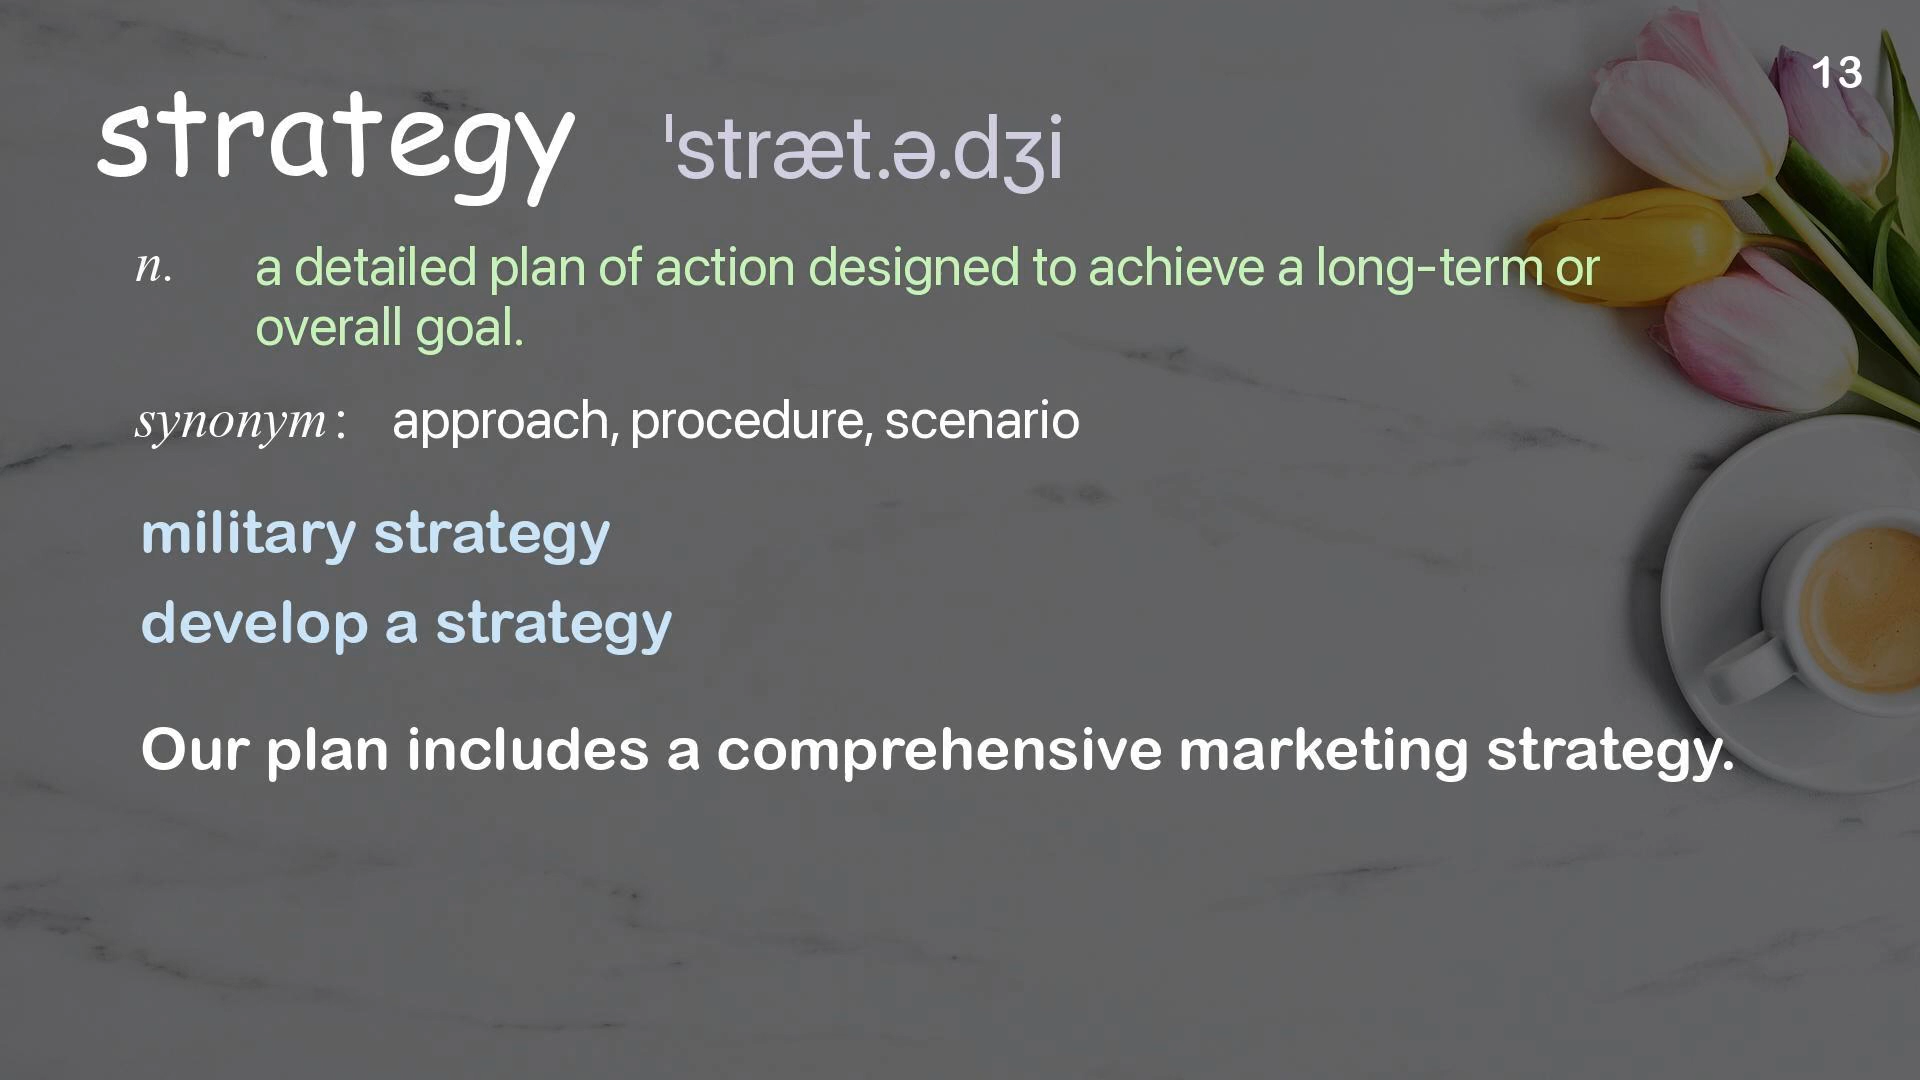 13
strategy ˈstræt.ə.dʒi
n. a detailed plan of action designed to achieve a long-term or
overall goal.
synonym: approach, procedure, scenario
military strategy
develop a strategy
Our plan includes a comprehensive marketing strategy.